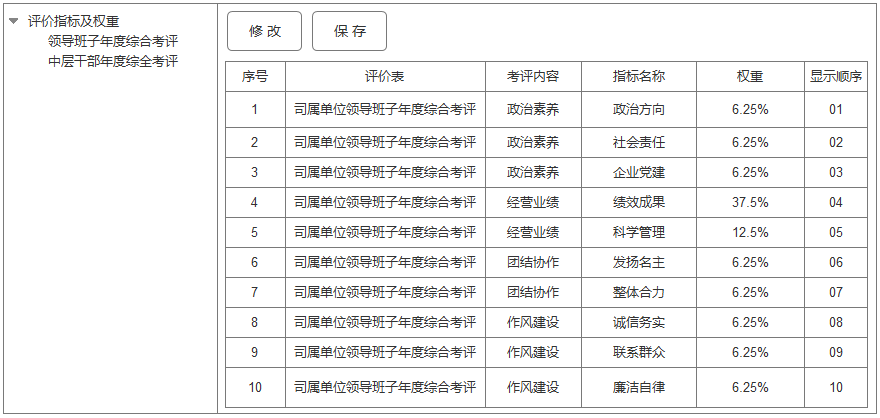 评价指标及权重
领导班子年度综合考评
中层干部年度综全考评
修 改 保 存
序号 评价表 考评内容 指标名称 权重 显示顺序
1 司属单位领导班子年度综合考评 政治素养 政治方向 6.25% 01
2 司属单位领导班子年度综合考评 政治素养 社会责任 6.25% 02
3 司属单位领导班子年度综合考评 政治素养 企业党建 6.25% 03
4 司属单位领导班子年度综合考评 经营业绩 绩效成果 37.5% 04
5 司属单位领导班子年度综合考评 经营业绩 科学管理 12.5% 05
6 司属单位领导班子年度综合考评 团结协作 发扬名主 6.25% 06
7 司属单位领导班子年度综合考评 团结协作 整体合力 6.25% 07
8 司属单位领导班子年度综合考评 作风建设 诚信务实 6.25% 08
9 司属单位领导班子年度综合考评 作风建设 联系群众 6.25% 09
10 司属单位领导班子年度综合考评 作风建设 廉洁自律 6.25% 10